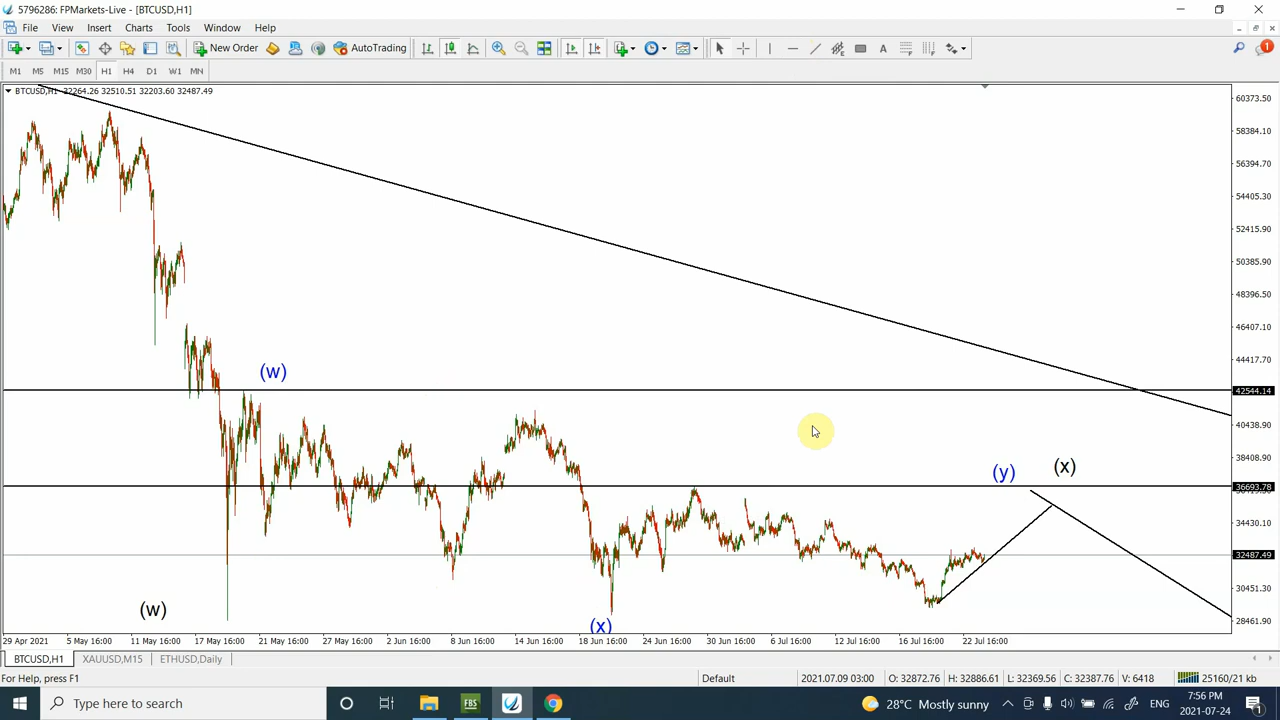 5796286: FPMarkets-Live - [BTCUSD,H1]
File View Insert Charts Tools Window Help
New Order AutoTrading
1
M1 M5 M15 M30 H1 H4 D1 W1 MN
BTCUSD,H1 32264.26 32510.51 32203.60 32487.49
60373.50
58384.10
56394.70
54405.30
52415.90
50385.90
48396.50
46407.10
44417.70
(w)
42544.14
40438.90
38408.90
(y) (x)
36693.78
34430.10
32487.49
30451.30
(w)
28461.90
(x)
29 Apr 2021 5 May 16:00 11 May 16:00 17 May 16:00 21 May 16:00 27 May 16:00 2 Jun 16:00 8 Jun 16:00 14 Jun 16:00 18 Jun 16:00 24 Jun 16:00 30 Jun 16:00 6 Jul 16:00 12 Jul 16:00 16 Jul 16:00 22 Jul 16:00
BTCUSD,H1 XAUUSD,M15 ETHUSD,Daily
For Help, press F1 Default 2021.07.09 03:00 O: 32872.76 H: 32886.61 L: 32369.56 C: 32387.76 V: 6418 25160/21 kb
Type here to search FBS 28°C Mostly sunny ENG 7:56 PM
2021-07-24
1